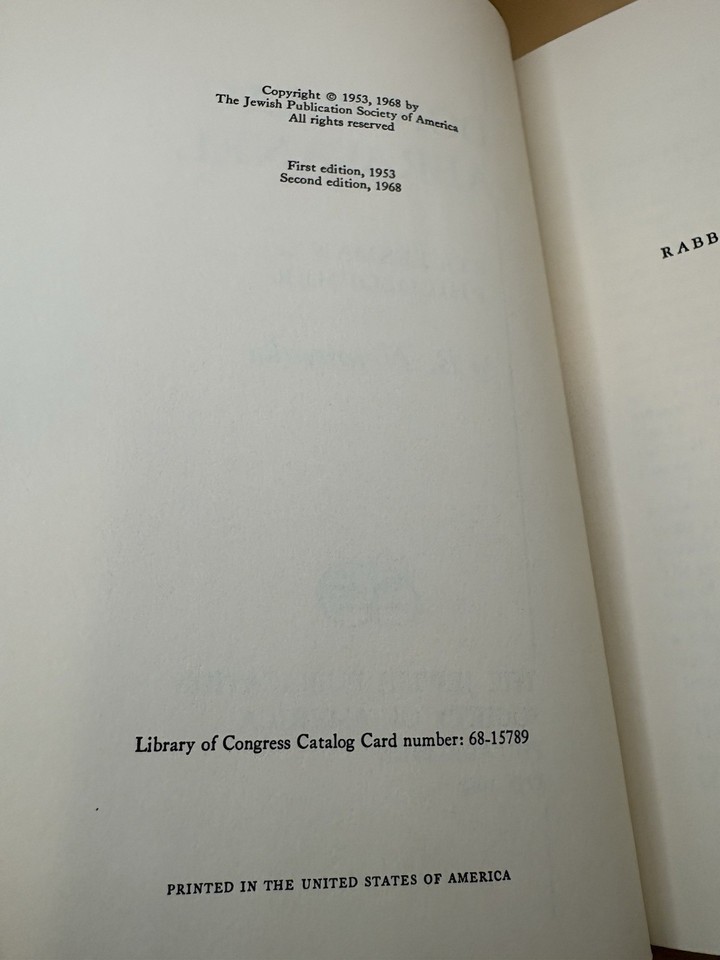 Copyright © 1953, 1968 by
The Jewish Publication Society of America
All rights reserved
First edition, 1953
Second edition, 1968
Library of Congress Catalog Card number: 68-15789
PRINTED IN THE UNITED STATES OF AMERICA